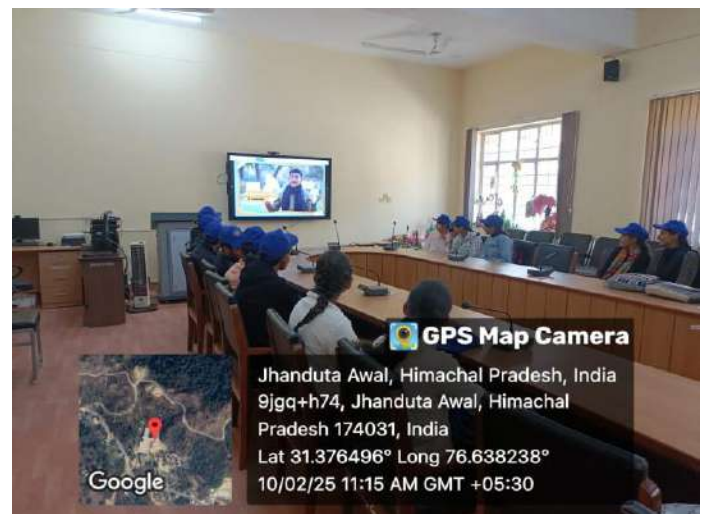 GPS Map Camera
Jhanduta Awal, Himachal Pradesh, India
9jgq+h74, Jhanduta Awal, Himachal
Pradesh 174031, India
Lat 31.376496° Long 76.638238°
10/02/25 11:15 AM GMT +05:30
Google